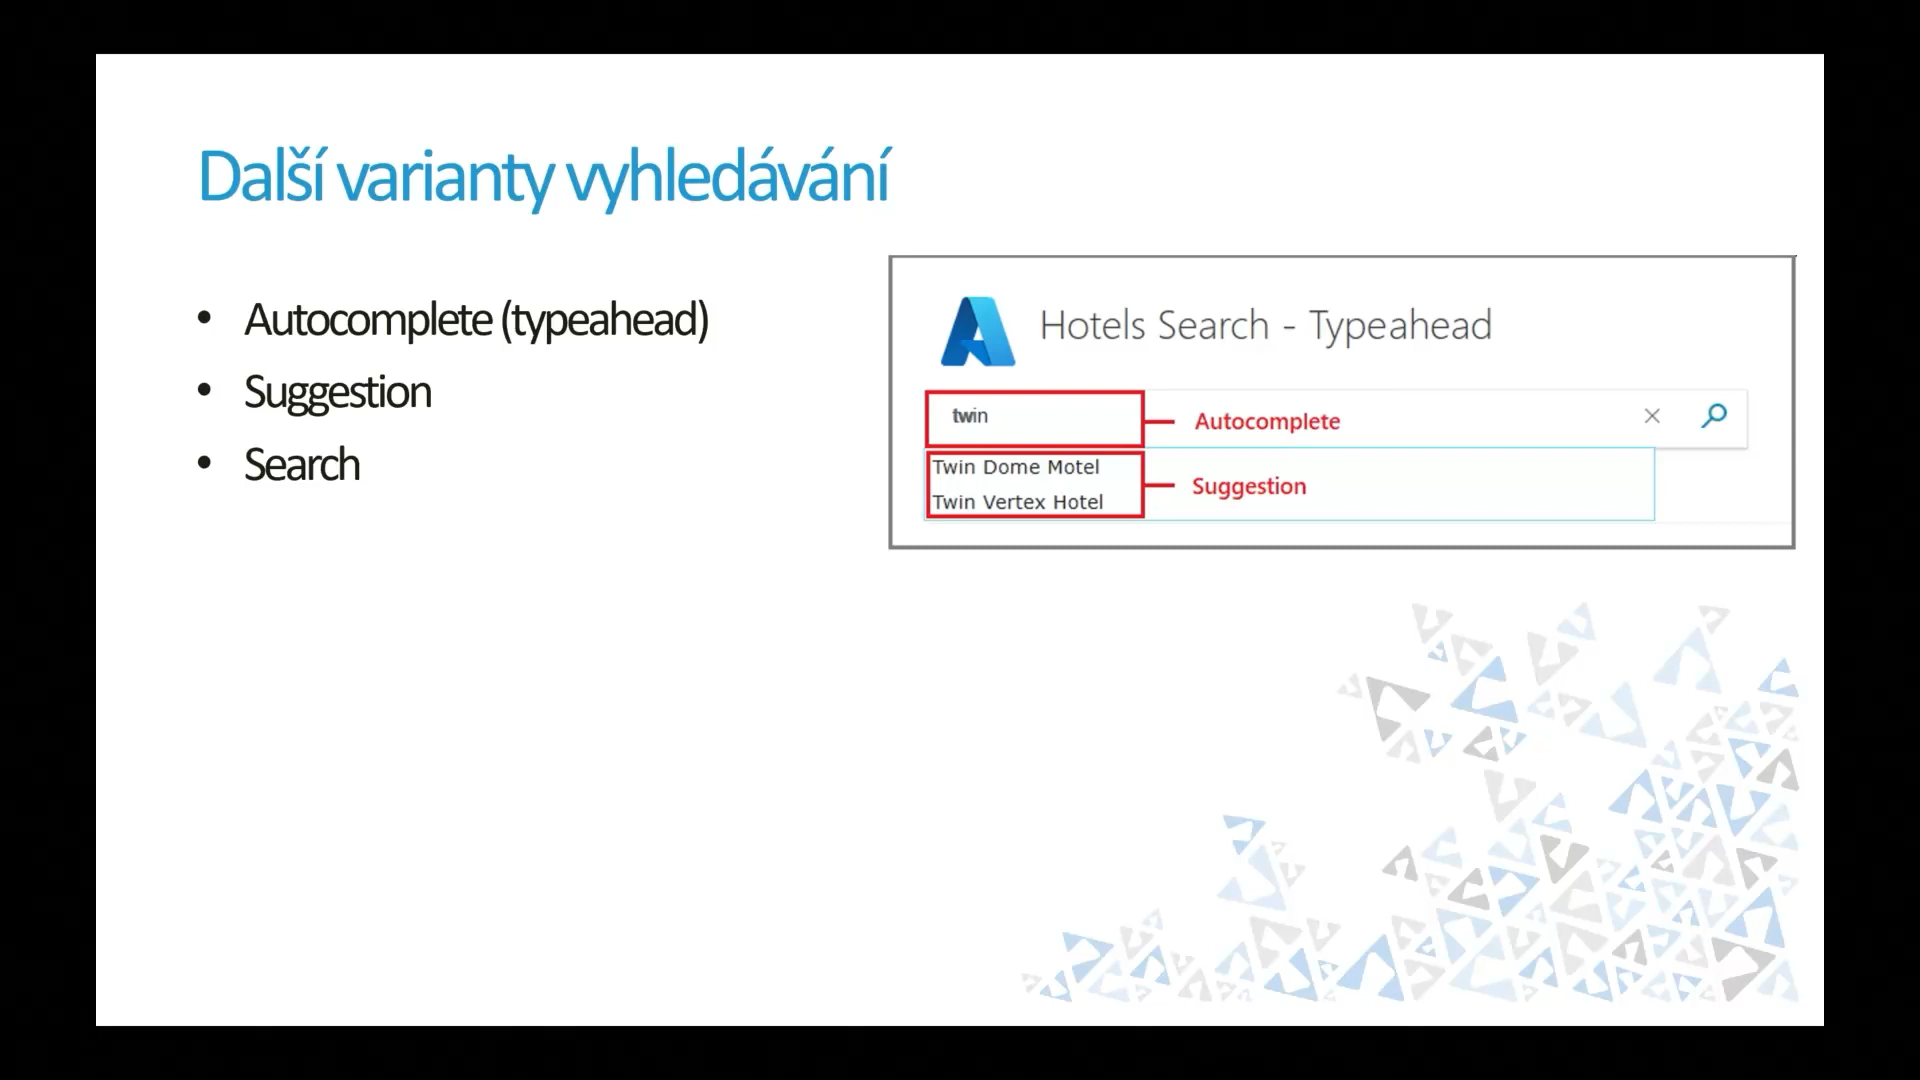 Další varianty vyhledávání
• Autocomplete (typeahead)
• Suggestion
• Search
Hotels Search - Typeahead
twin
Autocomplete
Twin Dome Motel
Twin Vertex Hotel
Suggestion